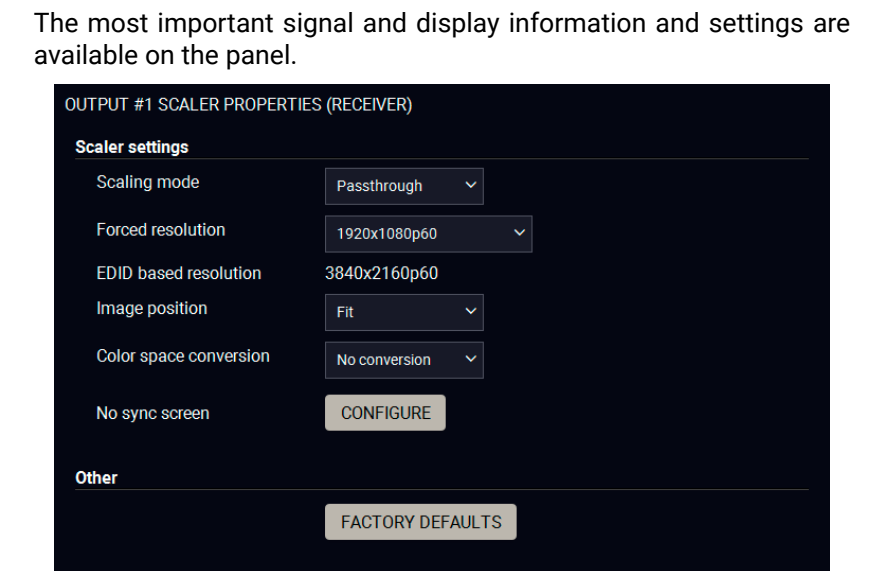 The most important signal and display information and settings are
available on the panel.
OUTPUT #1 SCALER PROPERTIES (RECEIVER)
Scaler settings
Scaling mode Passthrough
Forced resolution 1920x1080p60
EDID based resolution 3840x2160p60
Image position Fit
Color space conversion No conversion
No sync screen CONFIGURE
Other
FACTORY DEFAULTS